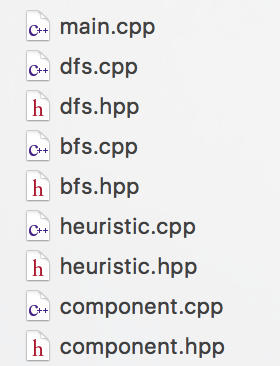 C++ main.cpp
C++ dfs.cpp
h dfs.hpp
C++ bfs.cpp
h bfs.hpp
C++ heuristic.cpp
h heuristic.hpp
C++ component.cpp
h component.hpp